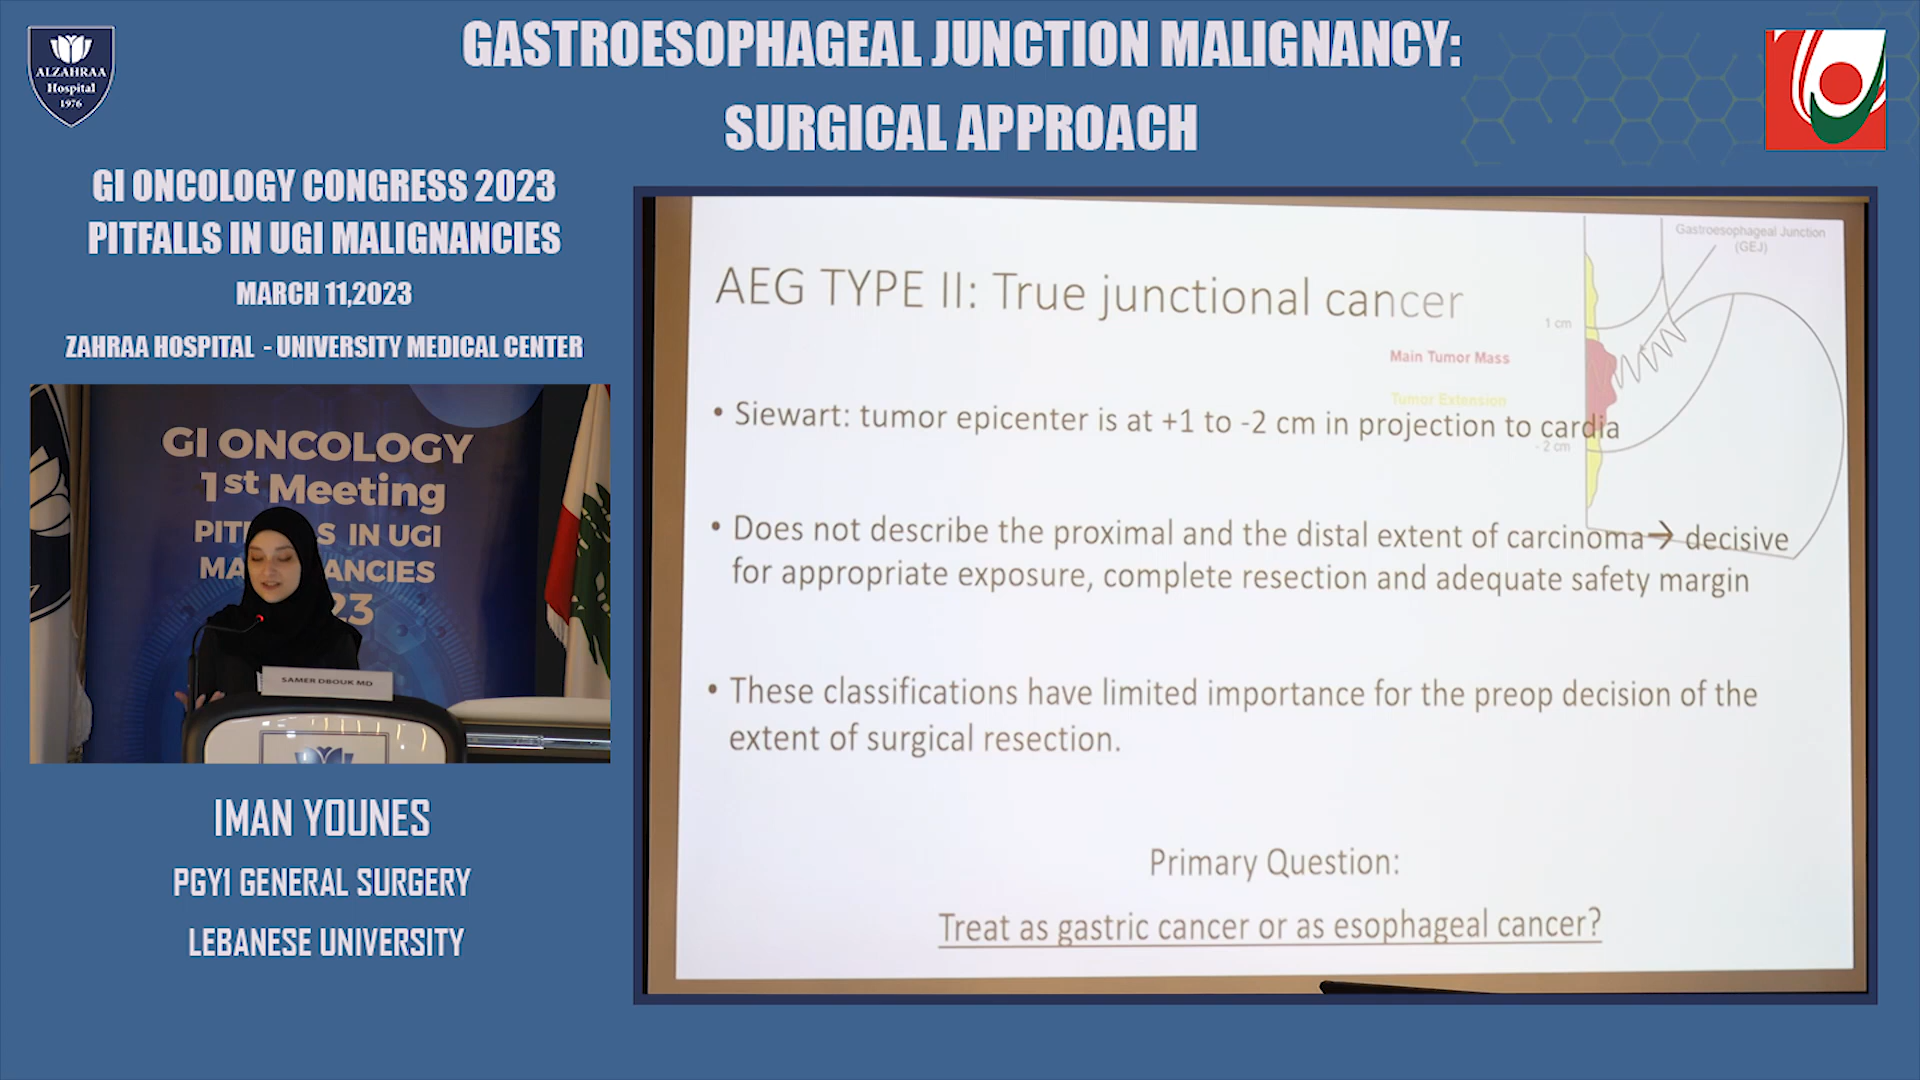 GASTROESOPHAGEAL JUNCTION MALIGNANCY:
SURGICAL APPROACH
ALZAHRAA
Hospital
1976
GI ONCOLOGY CONGRESS 2023
PITFALLS IN UGI MALIGNANCIES
MARCH 11,2023
ZAHRAA HOSPITAL - UNIVERSITY MEDICAL CENTER
GI ONCOLOGY
1st Meeting
PIT S IN UGI
MA ANCIES
23
SAMER DBOUK MD
IMAN YOUNES
PGY1 GENERAL SURGERY
LEBANESE UNIVERSITY
Gastroesophageal Junction
(GEJ)
AEG TYPE II: True junctional cancer
1 cm
Main Tumor Mass
Tumor Extension
• Siewart: tumor epicenter is at +1 to -2 cm in projection to cardia
- 2 cm
• Does not describe the proximal and the distal extent of carcinoma→ decisive
for appropriate exposure, complete resection and adequate safety margin
• These classifications have limited importance for the preop decision of the
extent of surgical resection.
Primary Question:
Treat as gastric cancer or as esophageal cancer?